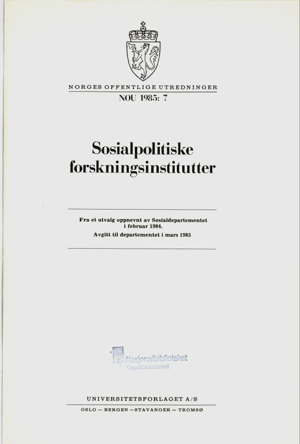 NORGES OFFENTLIGE UTREDNINGER
NOU 1985: 7
Sosialpolitiske
forskningsinstitutter
Fra et utvalg oppnevnt av Sosialdepartementet
i februar 1984.
Avgitt til departementet i mars 1985
Nasjonalbiblioteket
UNIVERSITETSFORLAGET A/S
OSLO – BERGEN –STAVANGER – TROMSØ